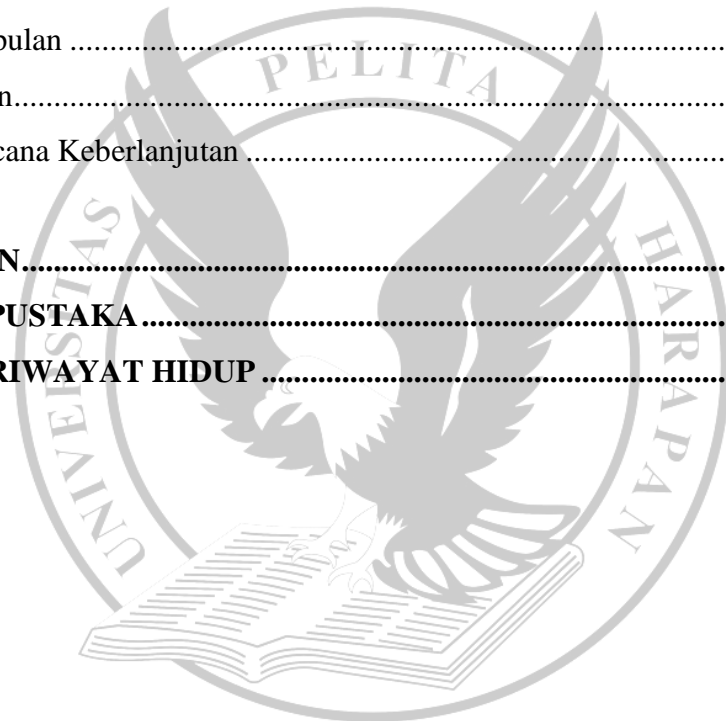 pulan ....................................................................................
n............................................................................................
cana Keberlanjutan .............................................................
N..........................................................................................
PUSTAKA..........................................................................
RIWAYAT HIDUP ...........................................................
UNIVERSITAS PELITA HARAPAN